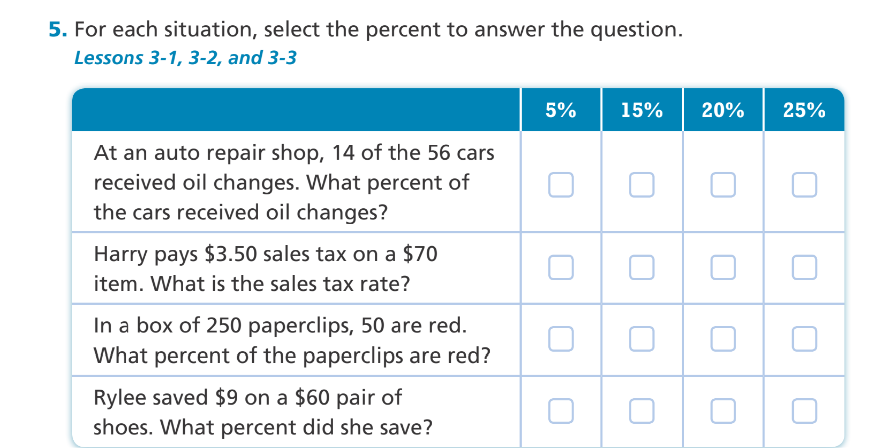 5. For each situation, select the percent to answer the question.
Lessons 3-1, 3-2, and 3-3
5% 15% 20% 25%
At an auto repair shop, 14 of the 56 cars
received oil changes. What percent of
the cars received oil changes?
Harry pays $3.50 sales tax on a $70
item. What is the sales tax rate?
In a box of 250 paperclips, 50 are red.
What percent of the paperclips are red?
Rylee saved $9 on a $60 pair of
shoes. What percent did she save?